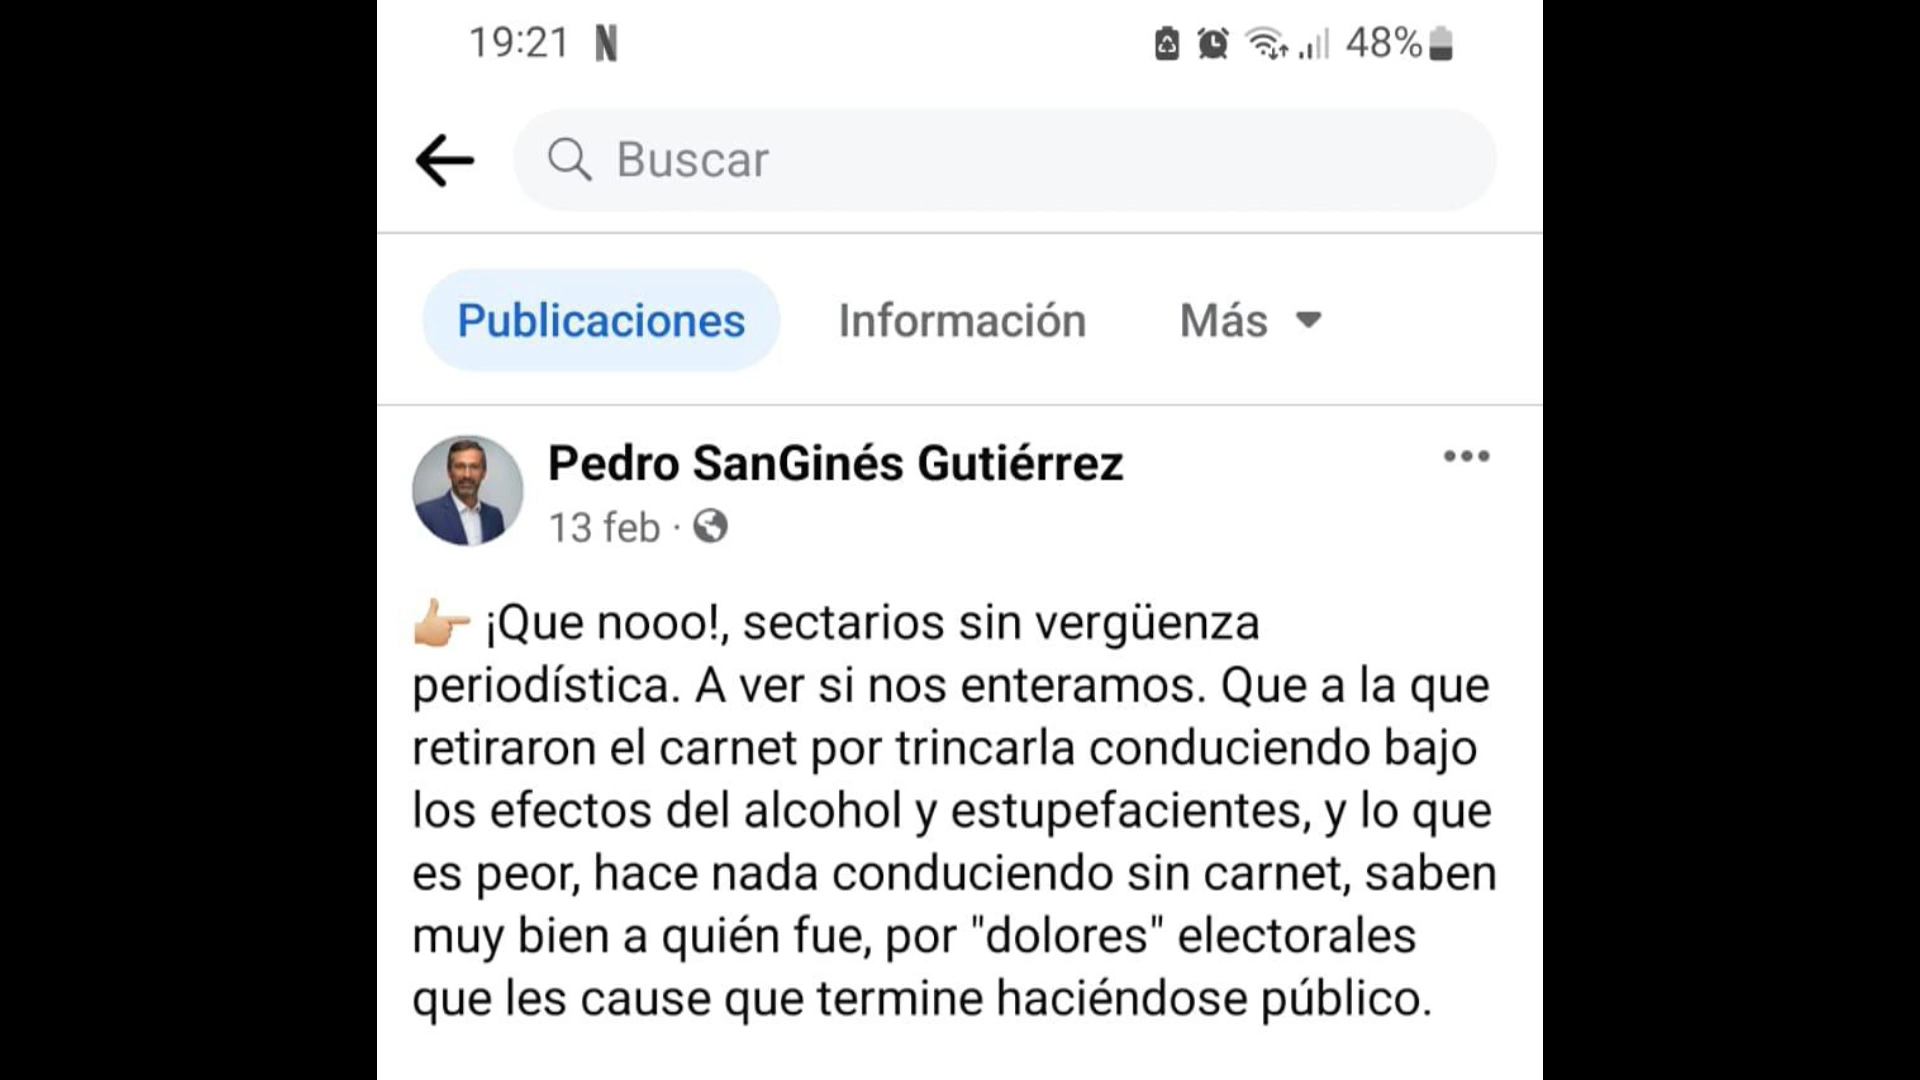 19:21 N 48%
Buscar
Publicaciones Información Más
Pedro SanGinés Gutiérrez
13 feb ·
👉🏼 ¡Que nooo!, sectarios sin vergüenza
periodística. A ver si nos enteramos. Que a la que
retiraron el carnet por trincarla conduciendo bajo
los efectos del alcohol y estupefacientes, y lo que
es peor, hace nada conduciendo sin carnet, saben
muy bien a quién fue, por "dolores" electorales
que les cause que termine haciéndose público.